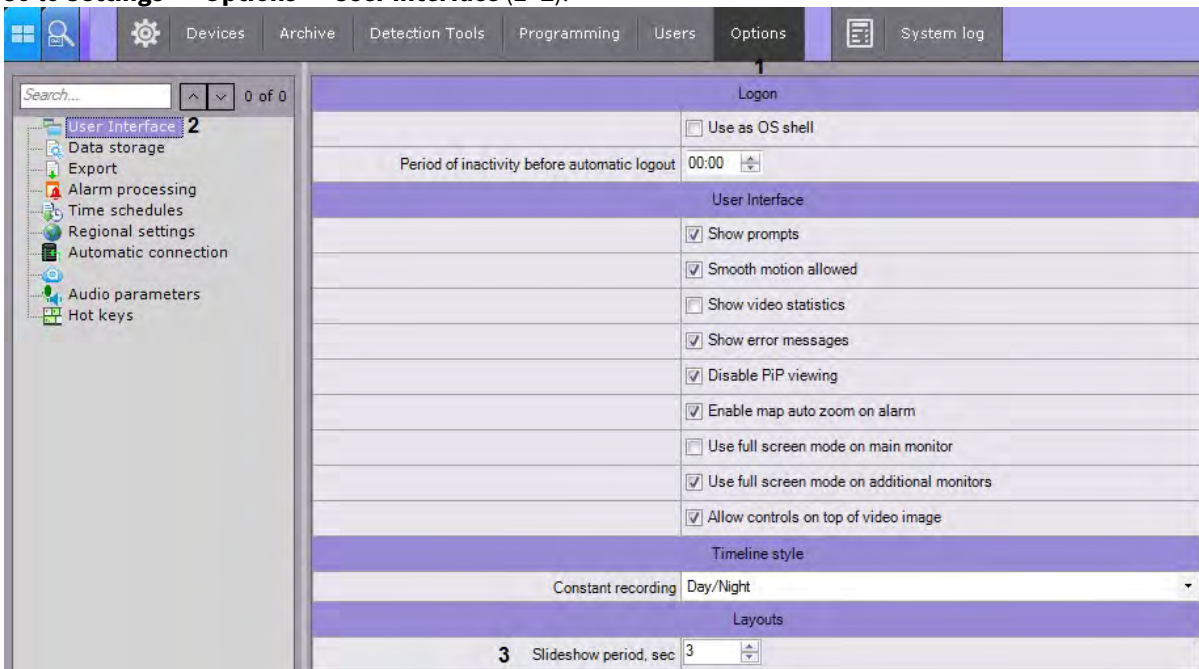 Go to Settings -> Options -> User Interface (1-2).
Devices Archive Detection Tools Programming Users Options System log
1
Search... 0 of 0
User Interface 2
Data storage
Export
Alarm processing
Time schedules
Regional settings
Automatic connection
Audio parameters
Hot keys
Logon
Use as OS shell
Period of inactivity before automatic logout 00:00
User Interface
Show prompts
Smooth motion allowed
Show video statistics
Show error messages
Disable PiP viewing
Enable map auto zoom on alarm
Use full screen mode on main monitor
Use full screen mode on additional monitors
Allow controls on top of video image
Timeline style
Constant recording Day/Night
Layouts
3 Slideshow period, sec 3